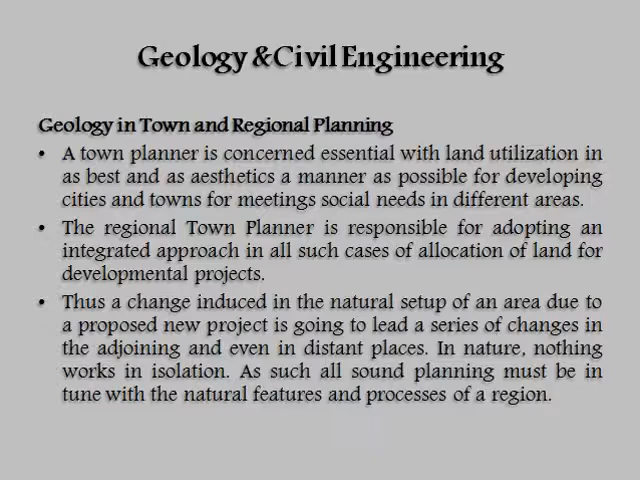 Geology &Civil Engineering
Geology in Town and Regional Planning
• A town planner is concerned essential with land utilization in
as best and as aesthetics a manner as possible for developing
cities and towns for meetings social needs in different areas.
• The regional Town Planner is responsible for adopting an
integrated approach in all such cases of allocation of land for
developmental projects.
• Thus a change induced in the natural setup of an area due to
a proposed new project is going to lead a series of changes in
the adjoining and even in distant places. In nature, nothing
works in isolation. As such all sound planning must be in
tune with the natural features and processes of a region.